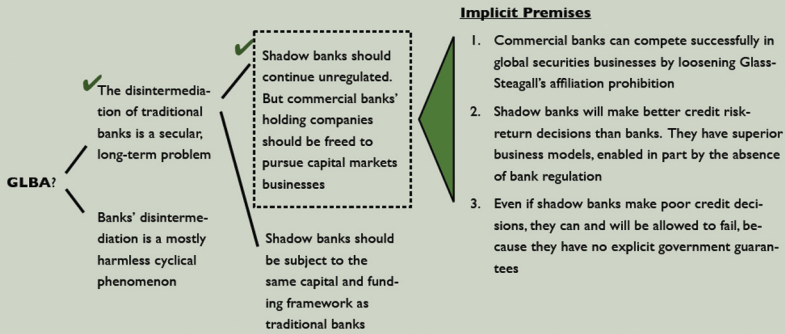 GLBA?
The disintermedia-
tion of traditional
banks is a secular,
long-term problem
Banks' disinterme-
diation is a mostly
harmless cyclical
phenomenon
Shadow banks should
continue unregulated.
But commercial banks'
holding companies
should be freed to
pursue capital markets
businesses
Shadow banks should
be subject to the
same capital and fund-
ing framework as
traditional banks
Implicit Premises
1. Commercial banks can compete successfully in
global securities businesses by loosening Glass-
Steagall's affiliation prohibition
2. Shadow banks will make better credit risk-
return decisions than banks. They have superior
business models, enabled in part by the absence
of bank regulation
3. Even if shadow banks make poor credit deci-
sions, they can and will be allowed to fail, be-
cause they have no explicit government guaran-
tees